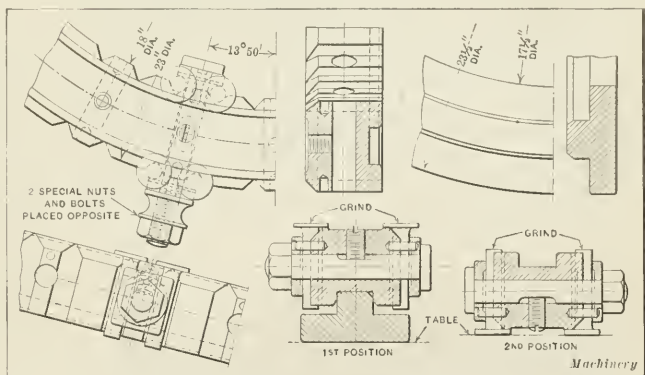 18" DIA.
23" DIA.
13°50'
23½" DIA.
17½" DIA.
2 SPECIAL NUTS
AND BOLTS
PLACED OPPOSITE
GRIND
GRIND
TABLE
1ST POSITION
2ND POSITION
Machinery